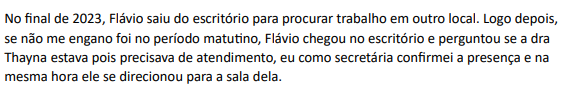 No final de 2023, Flávio saiu do escritório para procurar trabalho em outro local. Logo depois,
se não me engano foi no período matutino, Flávio chegou no escritório e perguntou se a dra
Thayna estava pois precisava de atendimento, eu como secretária confirmei a presença e na
mesma hora ele se direcionou para a sala dela.